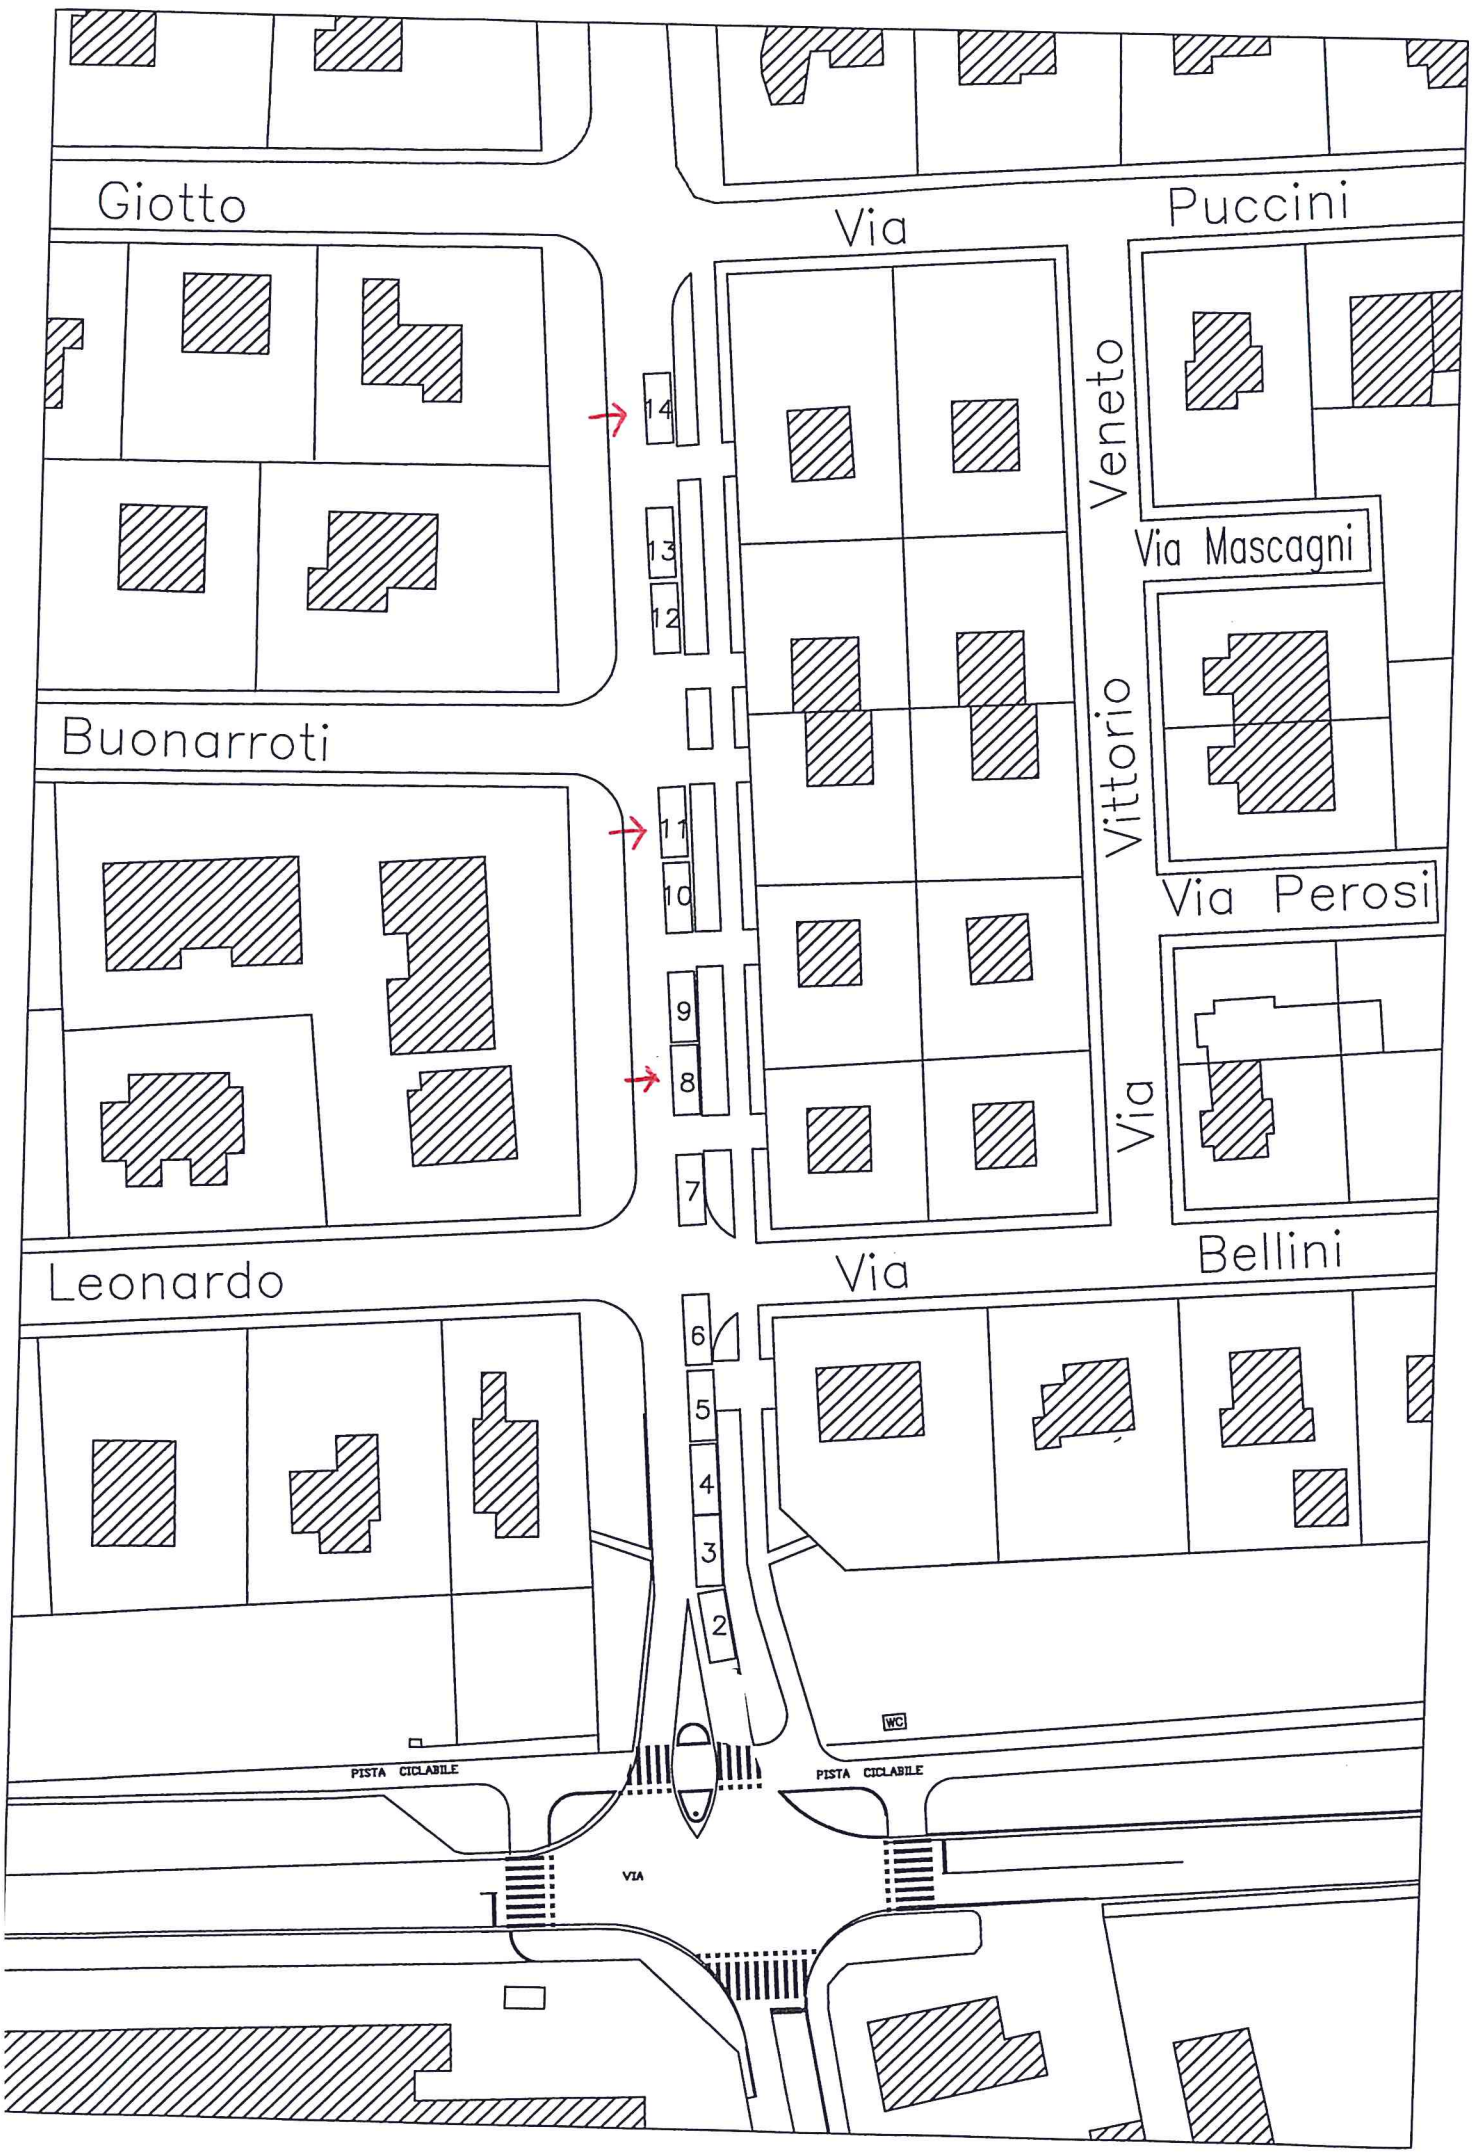 Giotto
Via
Puccini
14
Veneto
13
Via Mascagni
12
Vittorio
Buonarroti
11
10
Via Perosi
9
8
Via
7
Leonardo
Via
Bellini
6
5
4
3
2
WC
PISTA CICLABILE
PISTA CICLABILE
VIA